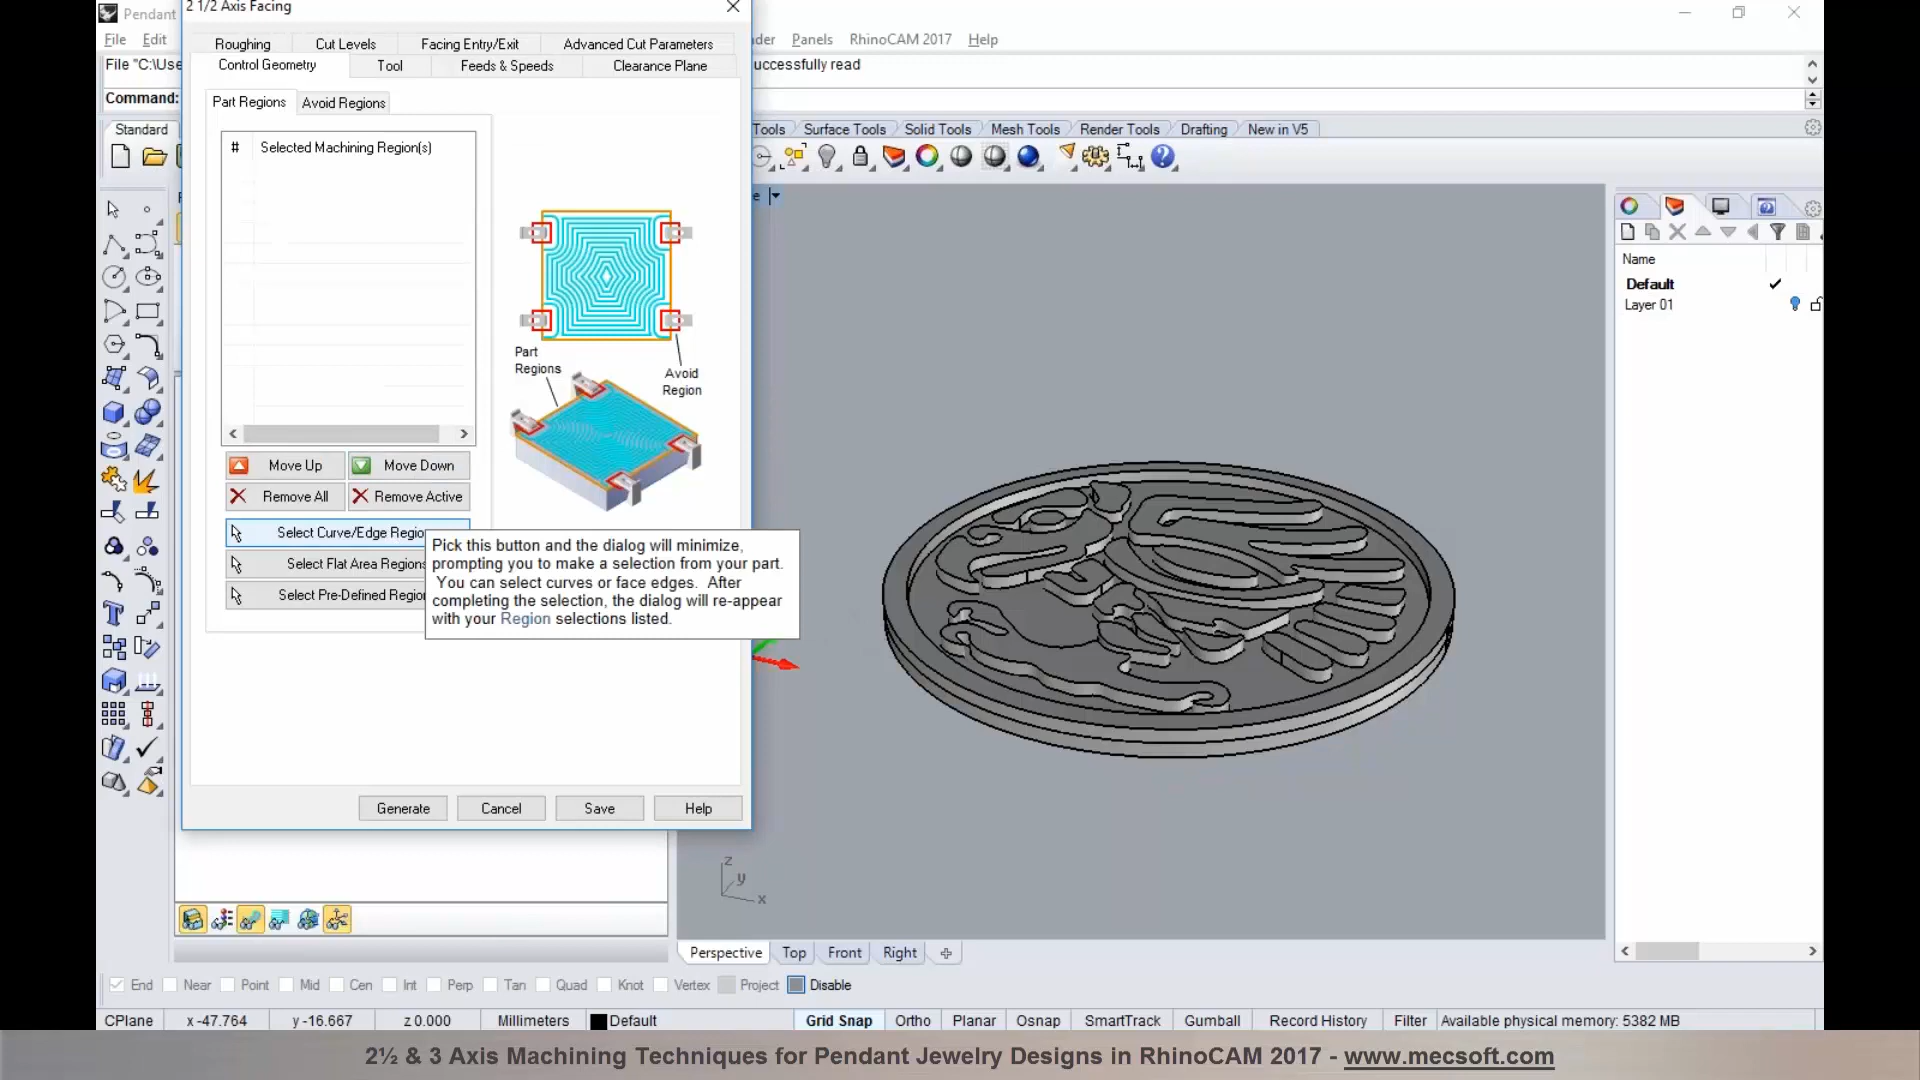 2 1/2 Axis Facing
Pendant
File Edit
der Panels RhinoCAM 2017 Help
File "C:\Use
uccessfully read
Command:
Standard
Tools Surface Tools Solid Tools Mesh Tools Render Tools Drafting New in V5
Roughing Cut Levels Facing Entry/Exit Advanced Cut Parameters
Control Geometry Tool Feeds & Speeds Clearance Plane
Part Regions Avoid Regions
# Selected Machining Region(s)
Part
Regions
Avoid
Region
Move Up Move Down
Remove All Remove Active
Select Curve/Edge Regio
Select Flat Area Regions
Select Pre-Defined Region
Pick this button and the dialog will minimize,
prompting you to make a selection from your part.
You can select curves or face edges. After
completing the selection, the dialog will re-appear
with your Region selections listed.
Generate Cancel Save Help
Name
Default
Layer 01
z
y
x
Perspective Top Front Right
End Near Point Mid Cen Int Perp Tan Quad Knot Vertex Project Disable
CPlane x -47.764 y -16.667 z 0.000 Millimeters Default Grid Snap Ortho Planar Osnap SmartTrack Gumball Record History Filter Available physical memory: 5382 MB
2½ & 3 Axis Machining Techniques for Pendant Jewelry Designs in RhinoCAM 2017 - www.mecsoft.com